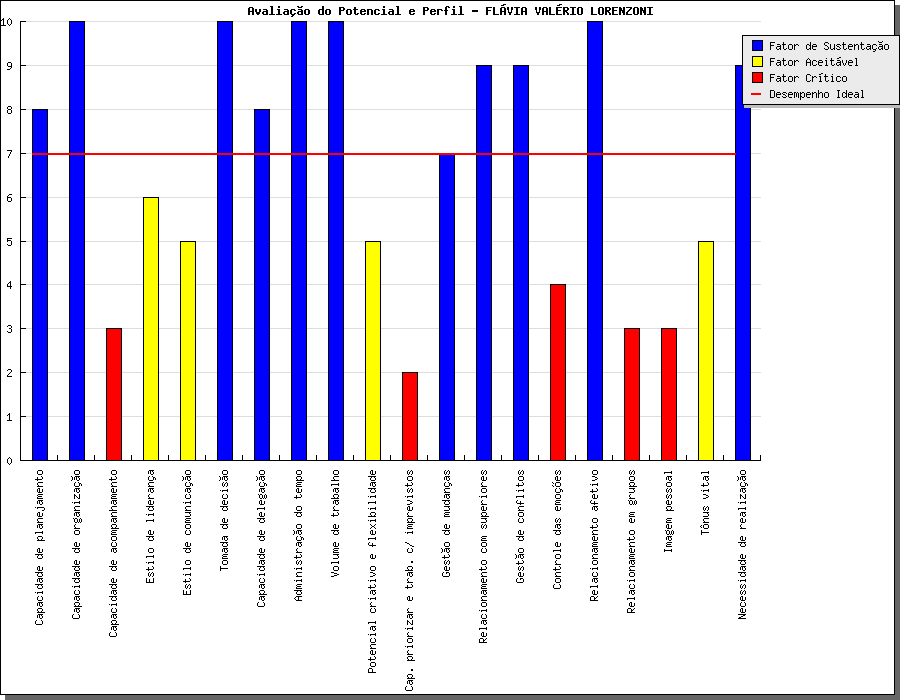 Avaliação do Potencial e Perfil - FLÁVIA VALÉRIO LORENZONI
Fator de Sustentação
Fator Aceitável
Fator Crítico
Desempenho Ideal
10
9
8
7
6
5
4
3
2
1
0
Capacidade de planejamento
Capacidade de organização
Capacidade de acompanhamento
Estilo de liderança
Estilo de comunicação
Tomada de decisão
Capacidade de delegação
Administração do tempo
Volume de trabalho
Potencial criativo e flexibilidade
Cap. priorizar e trab. c/ imprevistos
Gestão de mudanças
Relacionamento com superiores
Gestão de conflitos
Controle das emoções
Relacionamento afetivo
Relacionamento em grupos
Imagem pessoal
Tônus vital
Necessidade de realização